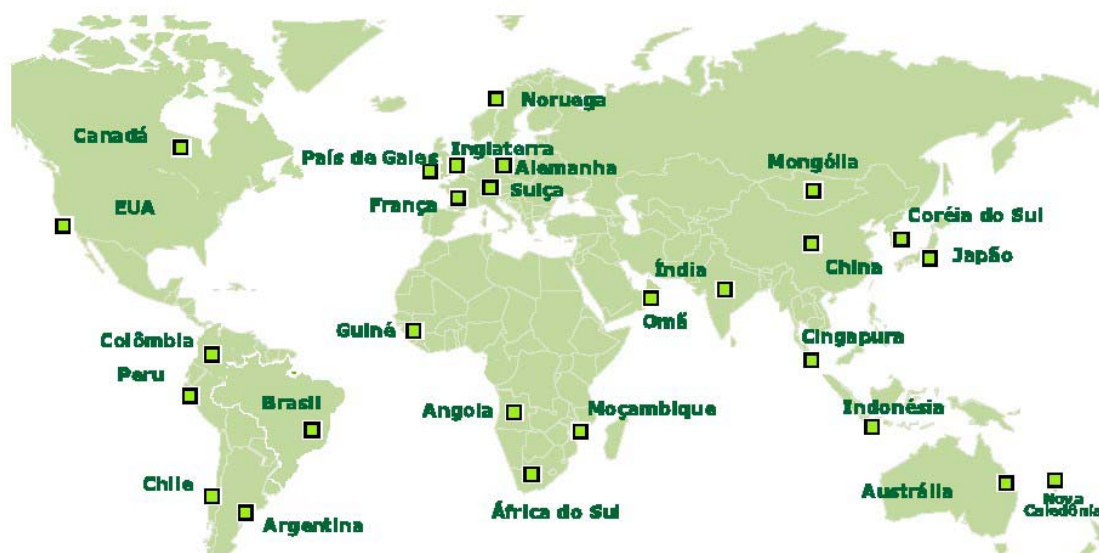 Noruega
Canadá
País de Gales
Inglaterra
Alemanha
Suiça
França
Mongólia
EUA
Coréia do Sul
Japão
China
Índia
Omã
Guiné
Colômbia
Cingapura
Peru
Brasil
Angola
Moçambique
Indonésia
Chile
Austrália
Nova
Caledônia
África do Sul
Argentina